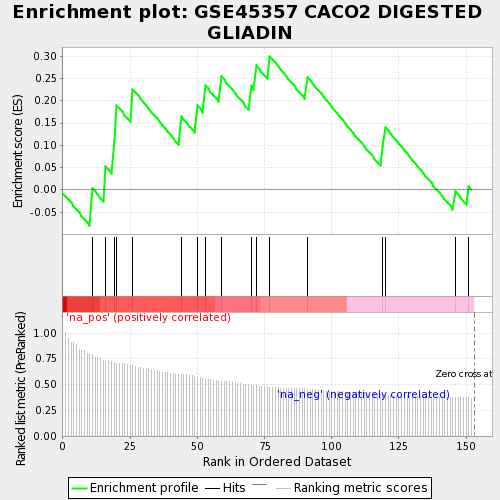 Enrichment plot: GSE45357 CACO2 DIGESTED
GLIADIN
Enrichment score (ES)
0.30
0.25
0.20
0.15
0.10
0.05
0.00
-0.05
'na_pos' (positively correlated)
Ranked list metric (PreRanked)
1.00
0.75
0.50
0.25
0.00
Zero cross at
'na_neg' (negatively correlated)
0 25 50 75 100 125 150
Rank in Ordered Dataset
Enrichment profile Hits Ranking metric scores